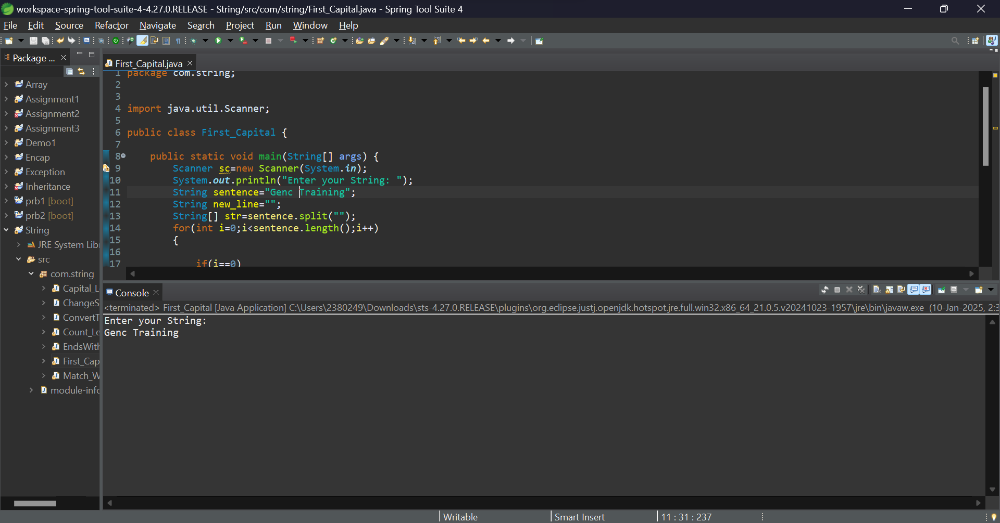 workspace-spring-tool-suite-4-4.27.0.RELEASE - String/src/com/string/First_Capital.java - Spring Tool Suite 4
File Edit Source Refactor Navigate Search Project Run Window Help
Package ...
Array
Assignment1
Assignment2
Assignment3
Demo1
Encap
Exception
Inheritance
prb1 [boot]
prb2 [boot]
String
JRE System Lib
src
com.string
Capital_L
ChangeS
ConvertT
Count_Le
EndsWith
First_Cap
Match_W
module-info
First_Capital.java
1 package com.string;
2
3
4 import java.util.Scanner;
5
6 public class First_Capital {
7
8 public static void main(String[] args) {
9 Scanner sc=new Scanner(System.in);
10 System.out.println("Enter your String: ");
11 String sentence="Genc Training";
12 String new_line="";
13 String[] str=sentence.split("");
14 for(int i=0;i<sentence.length();i++)
15 {
16
17 if(i==0)
Console
<terminated> First_Capital [Java Application] C:\Users\2380249\Downloads\sts-4.27.0.RELEASE\plugins\org.eclipse.justj.openjdk.hotspot.jre.full.win32.x86_64_21.0.5.v20241023-1957\jre\bin\javaw.exe (10-Jan-2025, 2:3
Enter your String:
Genc Training
Writable Smart Insert 11 : 31 : 237